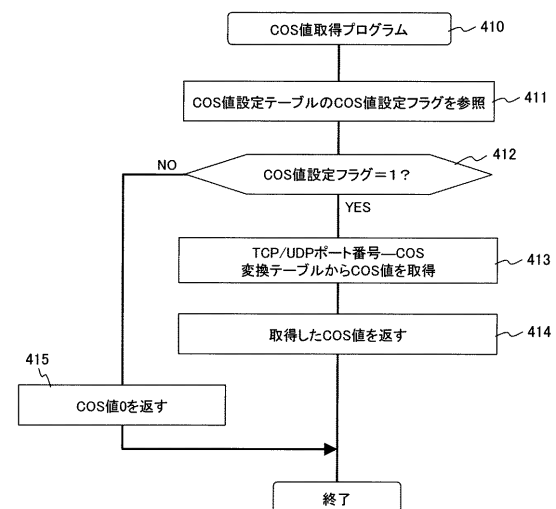 COS値取得プログラム
410
COS値設定テーブルのCOS値設定フラグを参照
411
412
NO
COS値設定フラグ=1?
YES
TCP/UDPポート番号―COS
変換テーブルからCOS値を取得
413
取得したCOS値を返す
414
415
COS値0を返す
終了